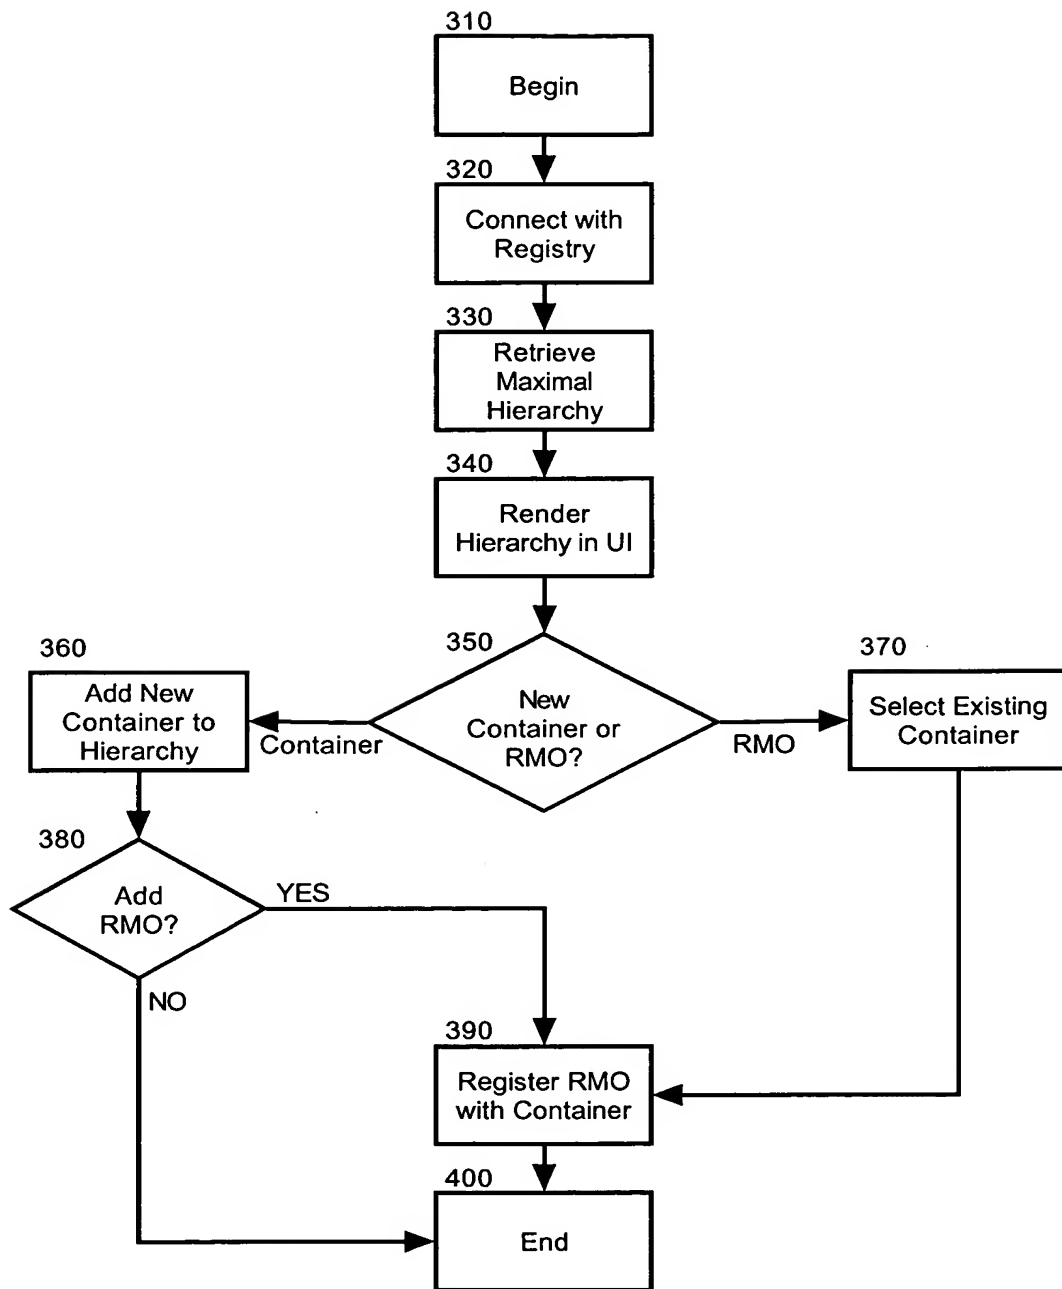 310
Begin
320
Connect with
Registry
330
Retrieve
Maximal
Hierarchy
340
Render
Hierarchy in UI
350
New
Container or
RMO?
360
Add New
Container to
Hierarchy
Container
RMO
370
Select Existing
Container
380
Add
RMO?
YES
NO
390
Register RMO
with Container
400
End